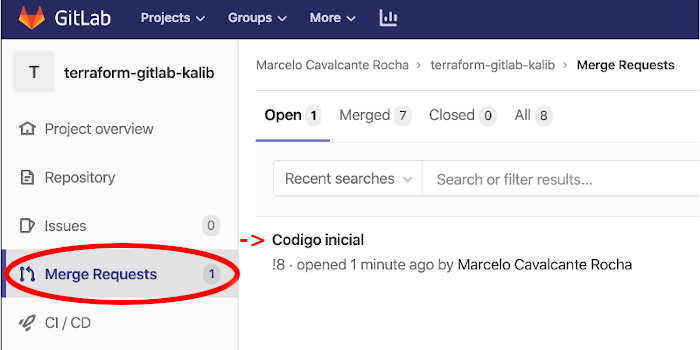 GitLab Projects Groups More
T terraform-gitlab-kalib
Project overview
Repository
Issues 0
Merge Requests 1
CI / CD
Marcelo Cavalcante Rocha > terraform-gitlab-kalib > Merge Requests
Open 1 Merged 7 Closed 0 All 8
Recent searches Search or filter results...
-> Codigo inicial
!8 · opened 1 minute ago by Marcelo Cavalcante Rocha